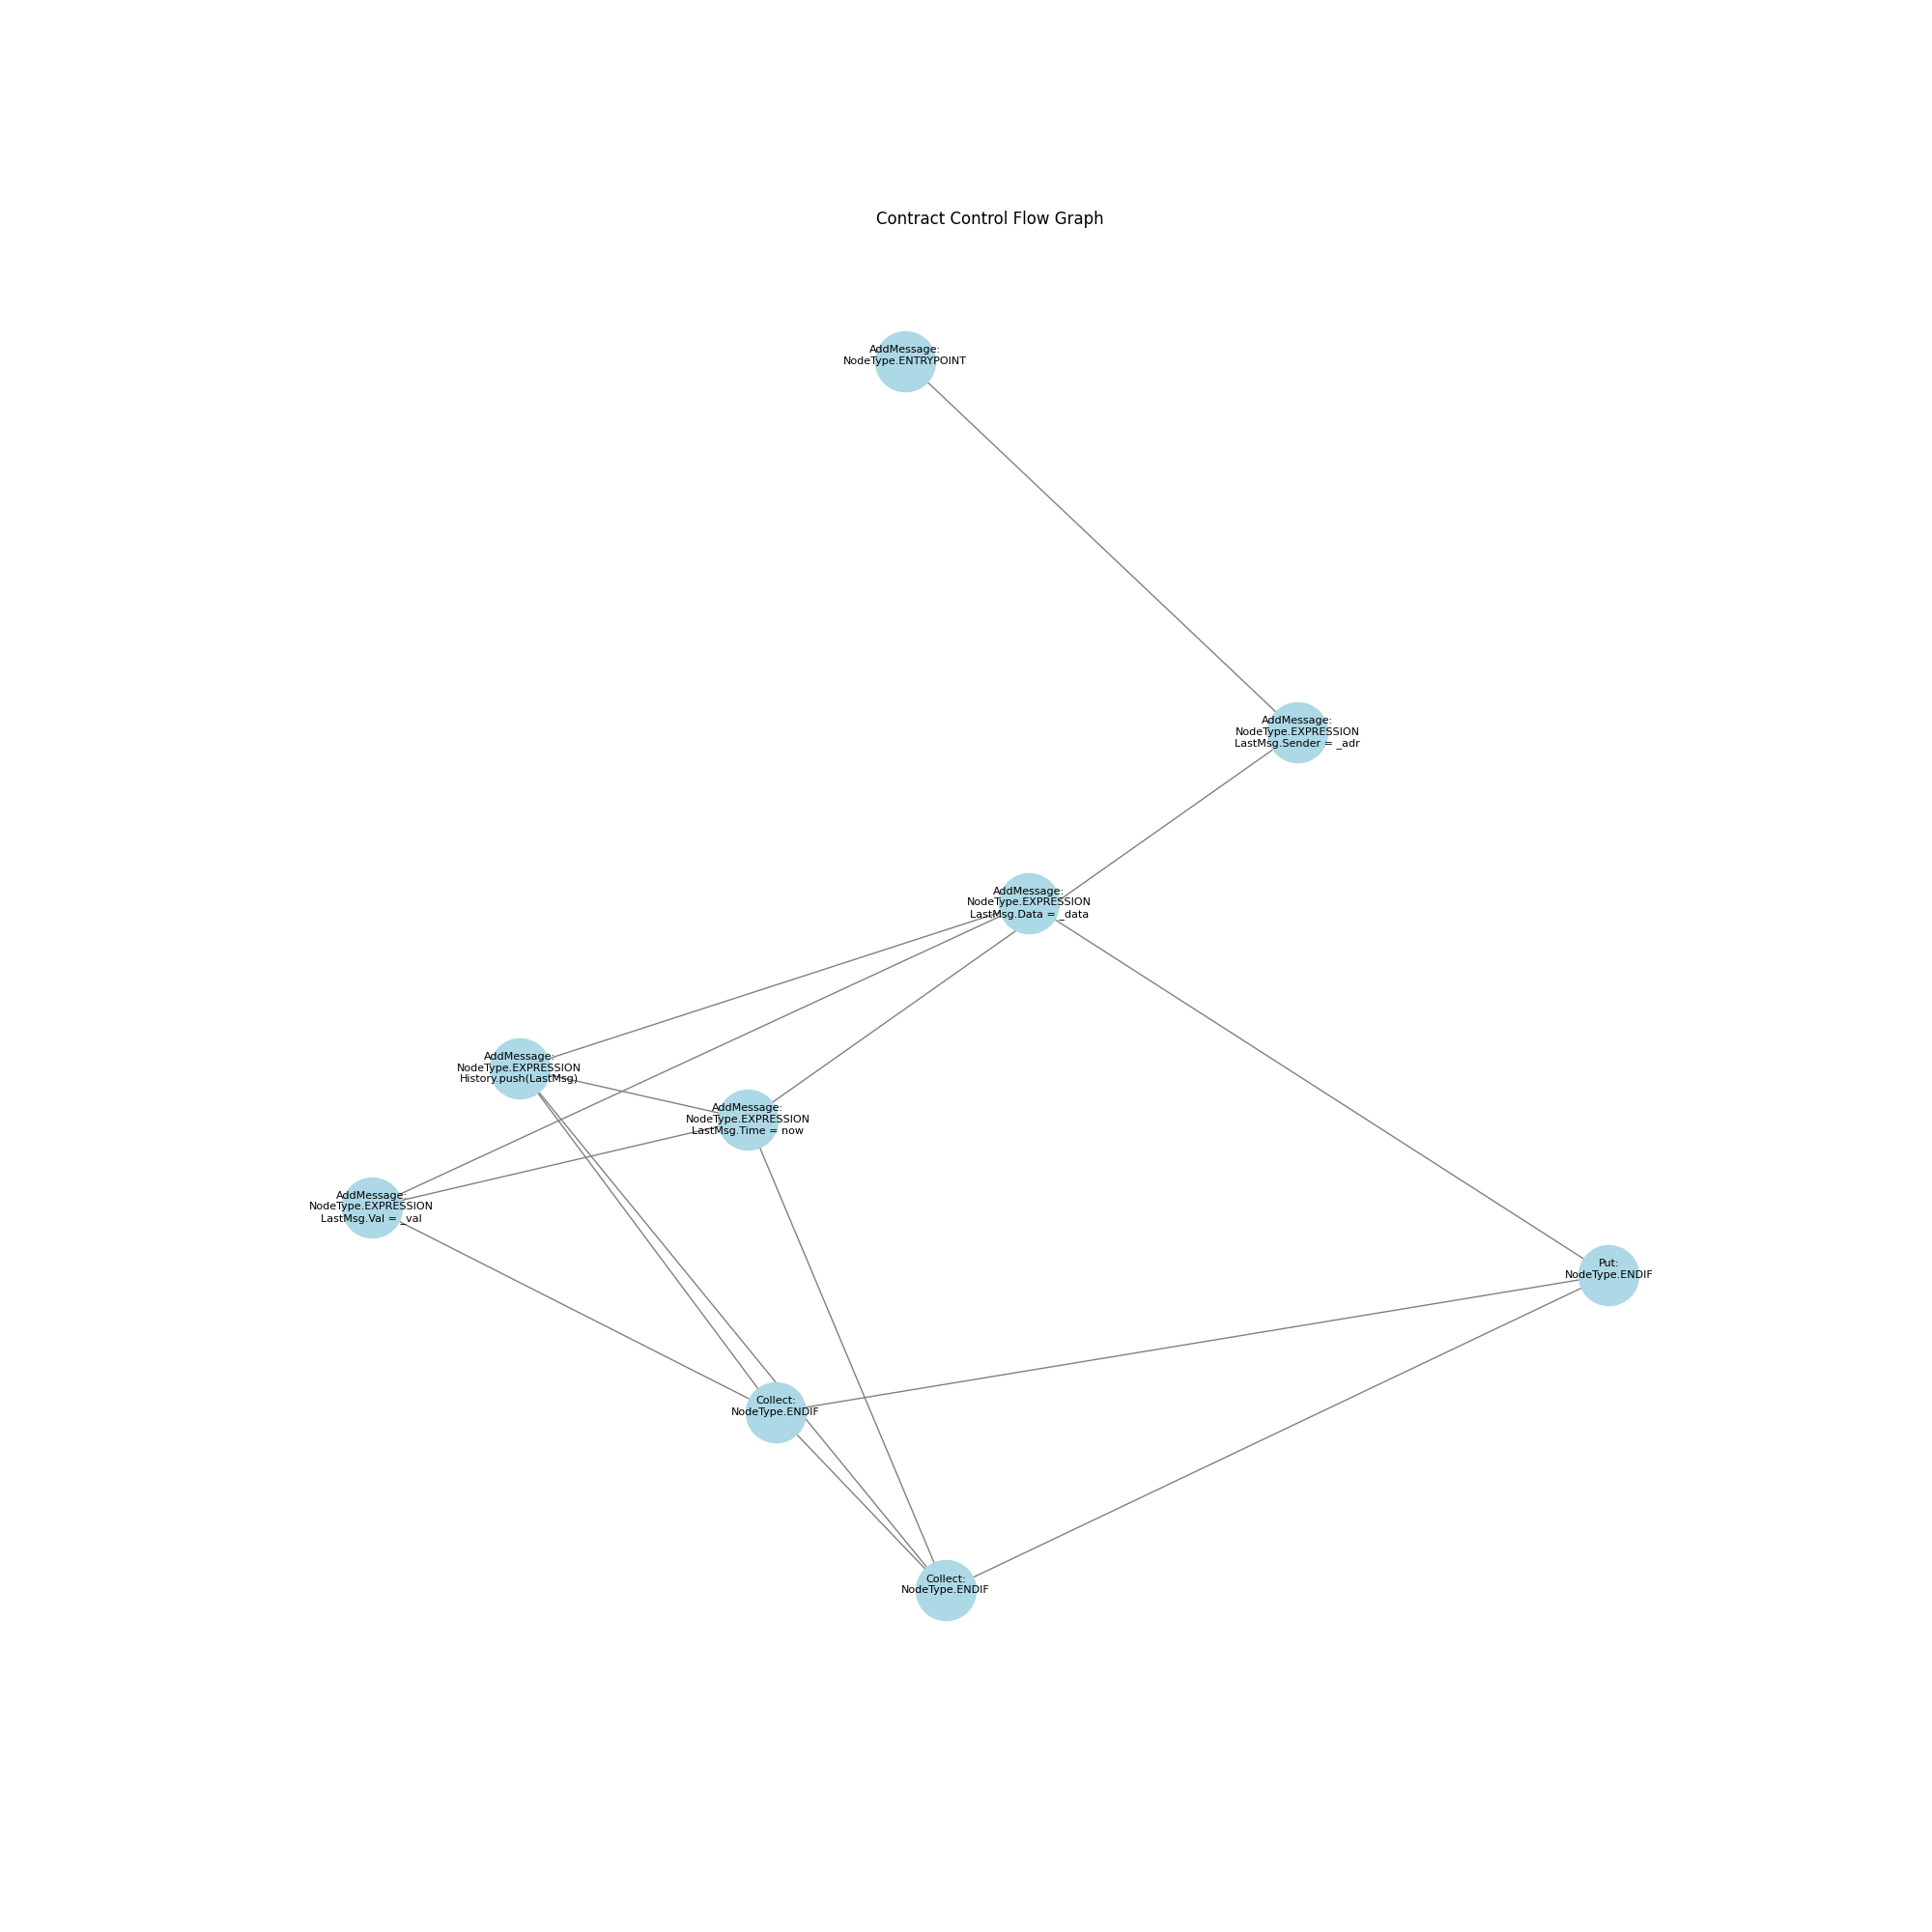 Contract Control Flow Graph
AddMessage:
NodeType.ENTRYPOINT
AddMessage:
NodeType.EXPRESSION
LastMsg.Sender = _adr
AddMessage:
NodeType.EXPRESSION
LastMsg.Data = _data
AddMessage:
NodeType.EXPRESSION
History.push(LastMsg)
AddMessage:
NodeType.EXPRESSION
LastMsg.Time = now
AddMessage:
NodeType.EXPRESSION
LastMsg.Val = _val
Put:
NodeType.ENDIF
Collect:
NodeType.ENDIF
Collect:
NodeType.ENDIF